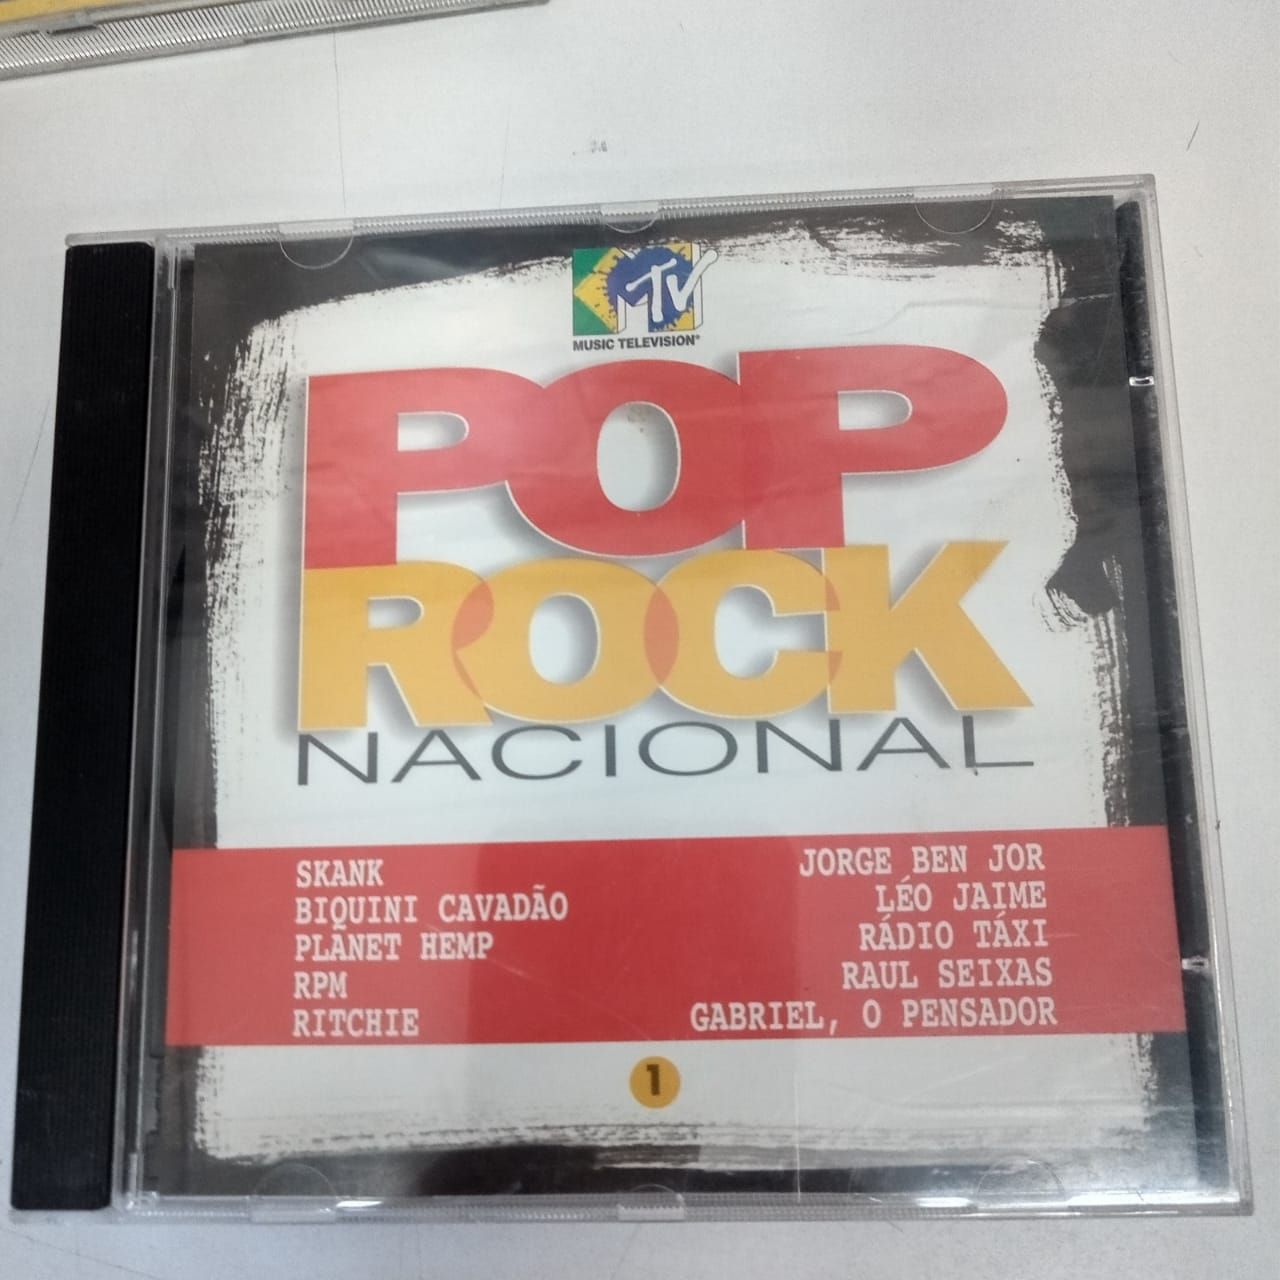 MTV
MUSIC TELEVISION®
POP
ROCK
NACIONAL
SKANK
BIQUINI CAVADÃO
PLANET HEMP
RPM
RITCHIE
JORGE BEN JOR
LÉO JAIME
RÁDIO TÁXI
RAUL SEIXAS
GABRIEL, O PENSADOR
1